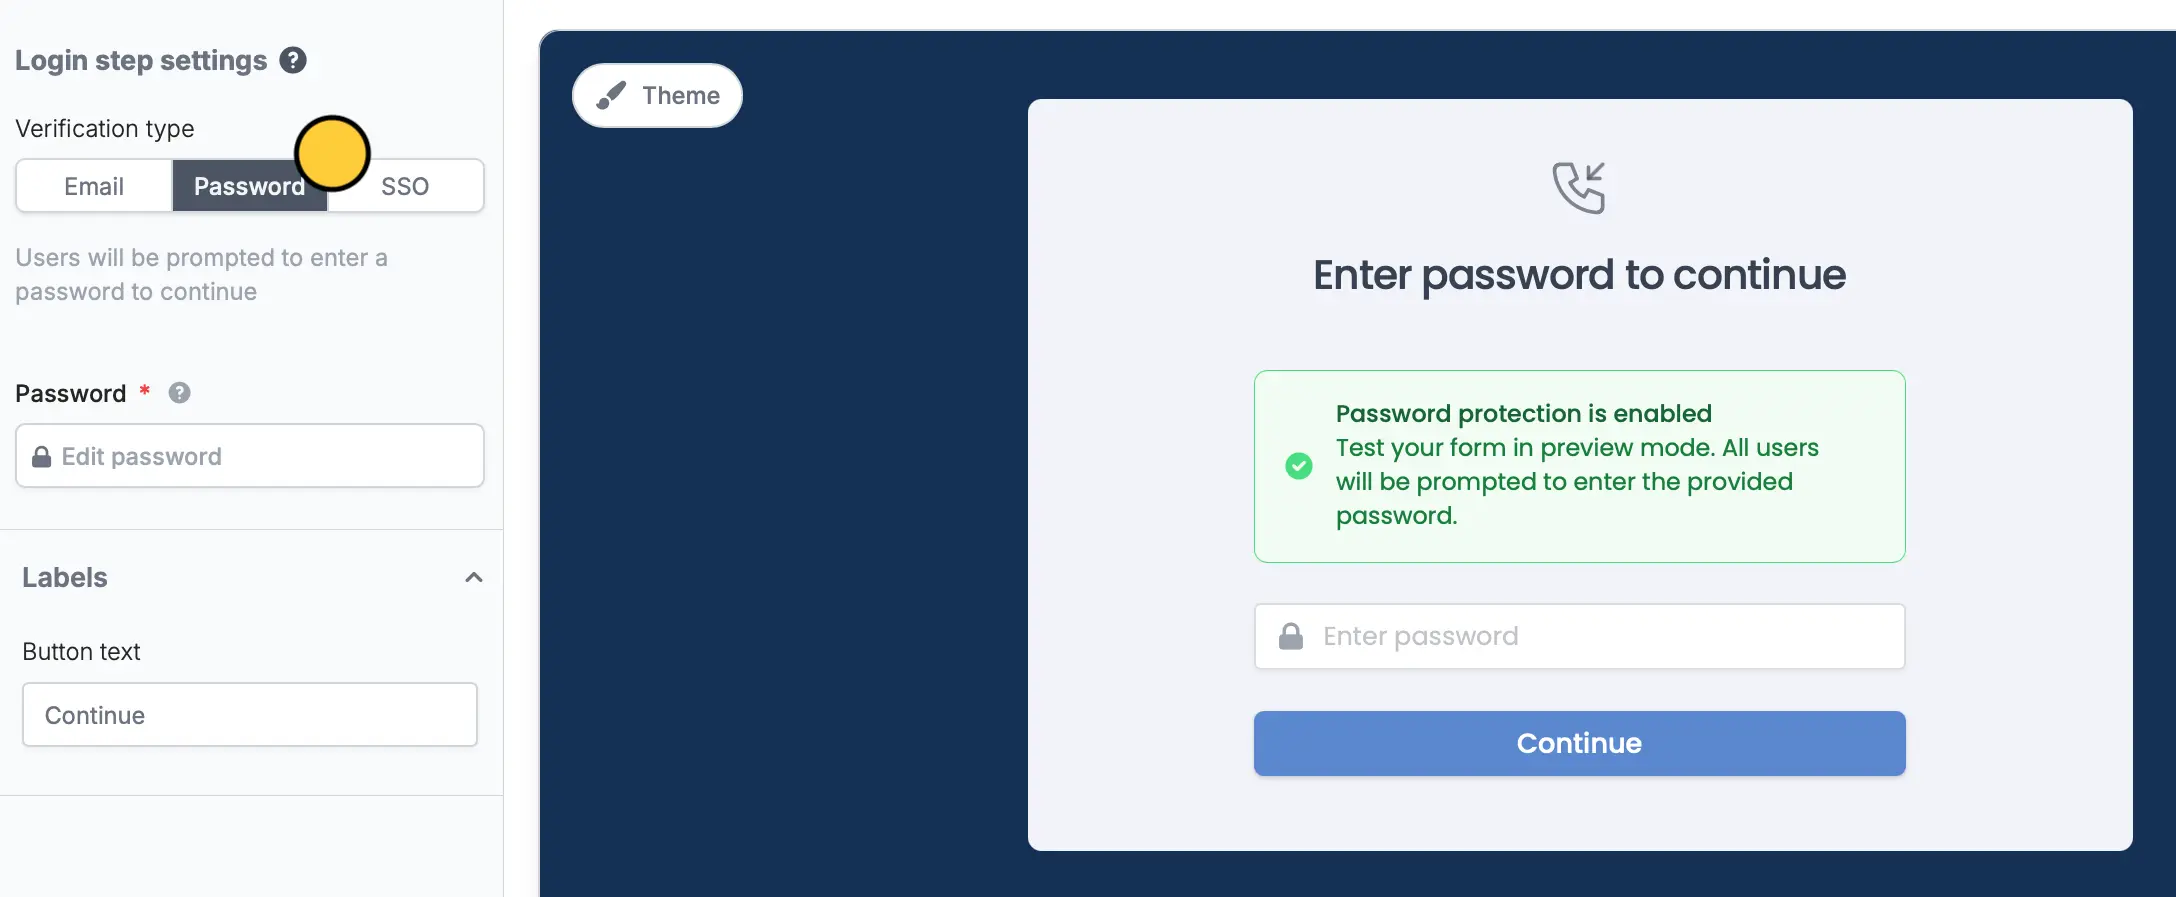 Login step settings ?
Verification type
Email
Password
SSO
Users will be prompted to enter a
password to continue
Password * ?
Edit password
Labels
Button text
Continue
Theme
Enter password to continue
Password protection is enabled
Test your form in preview mode. All users
will be prompted to enter the provided
password.
Enter password
Continue